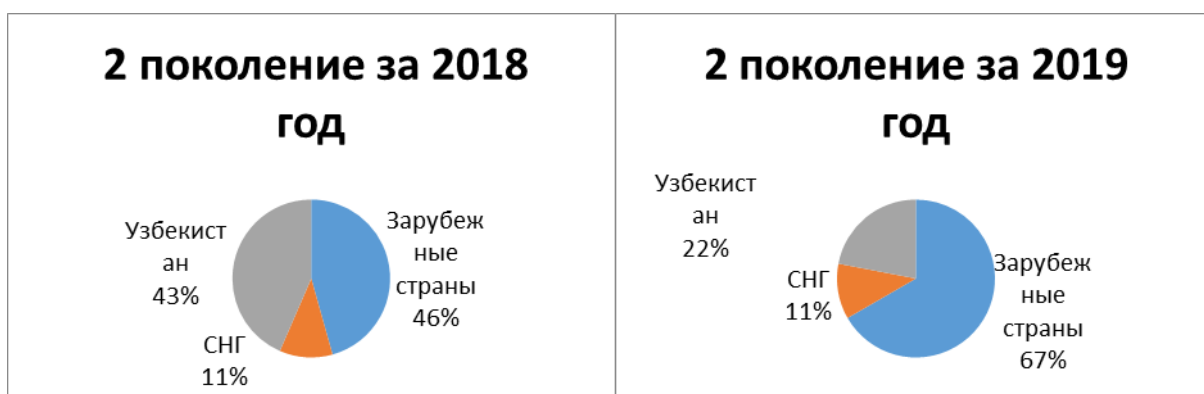 2 поколение за 2018
год
Узбекист
ан
43%
Зарубеж
ные
страны
46%
СНГ
11%
2 поколение за 2019
год
Узбекист
ан
22%
СНГ
11%
Зарубеж
ные
страны
67%